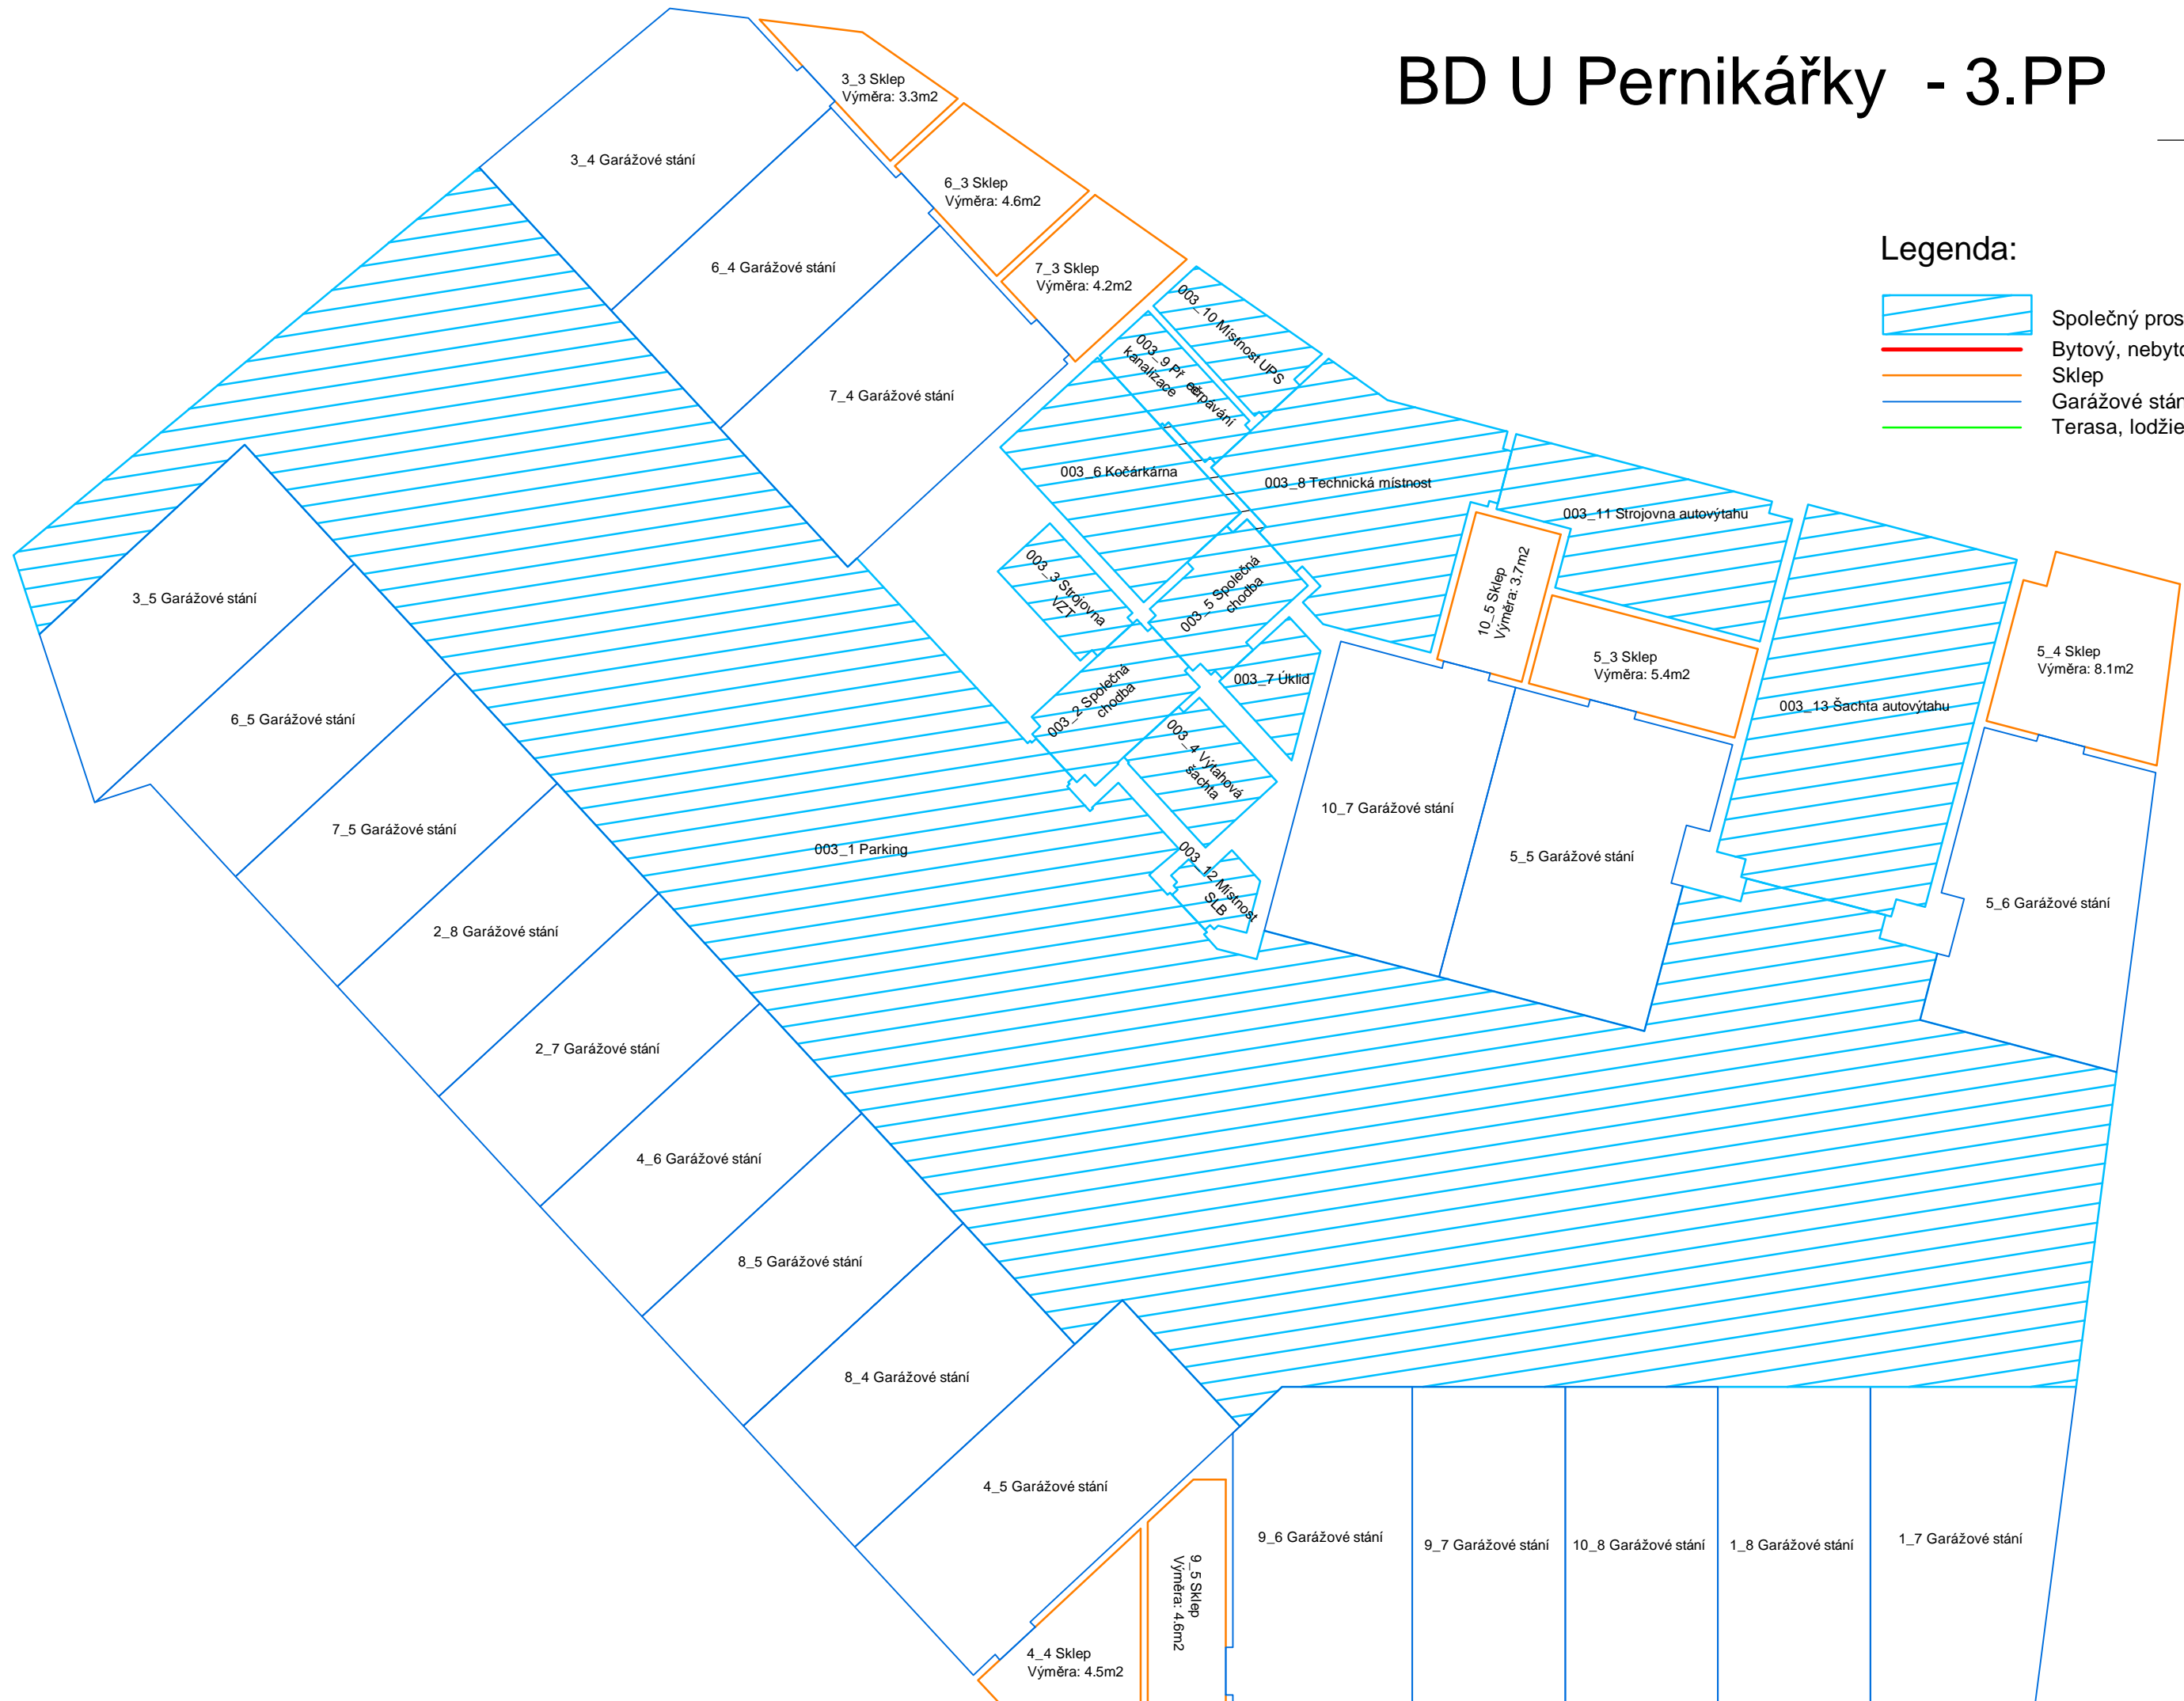 BD U Pernikářky - 3.PP
Legenda:
Společný pros
Bytový, nebyto
Sklep
Garážové stán
Terasa, lodžie
3_3 Sklep
Výměra: 3.3m2
3_4 Garážové stání
6_3 Sklep
Výměra: 4.6m2
6_4 Garážové stání
7_3 Sklep
Výměra: 4.2m2
7_4 Garážové stání
003_10 Místnost UPS
003_9 Přečerpávání
kanalizace
003_6 Kočárkárna
003_8 Technická místnost
003_11 Strojovna autovýtahu
10_5 Sklep
Výměra: 3.7m2
003_3 Strojovna
VZT
003_5 Společná
chodba
3_5 Garážové stání
5_3 Sklep
Výměra: 5.4m2
5_4 Sklep
Výměra: 8.1m2
003_7 Úklid
003_2 Společná
chodba
003_13 Šachta autovýtahu
6_5 Garážové stání
003_4 Výtahová
šachta
10_7 Garážové stání
7_5 Garážové stání
003_1 Parking
5_5 Garážové stání
003_12 Místnost
SLB
5_6 Garážové stání
2_8 Garážové stání
2_7 Garážové stání
4_6 Garážové stání
8_5 Garážové stání
8_4 Garážové stání
4_5 Garážové stání
9_6 Garážové stání
9_7 Garážové stání
10_8 Garážové stání
1_8 Garážové stání
1_7 Garážové stání
9_5 Sklep
Výměra: 4.6m2
4_4 Sklep
Výměra: 4.5m2